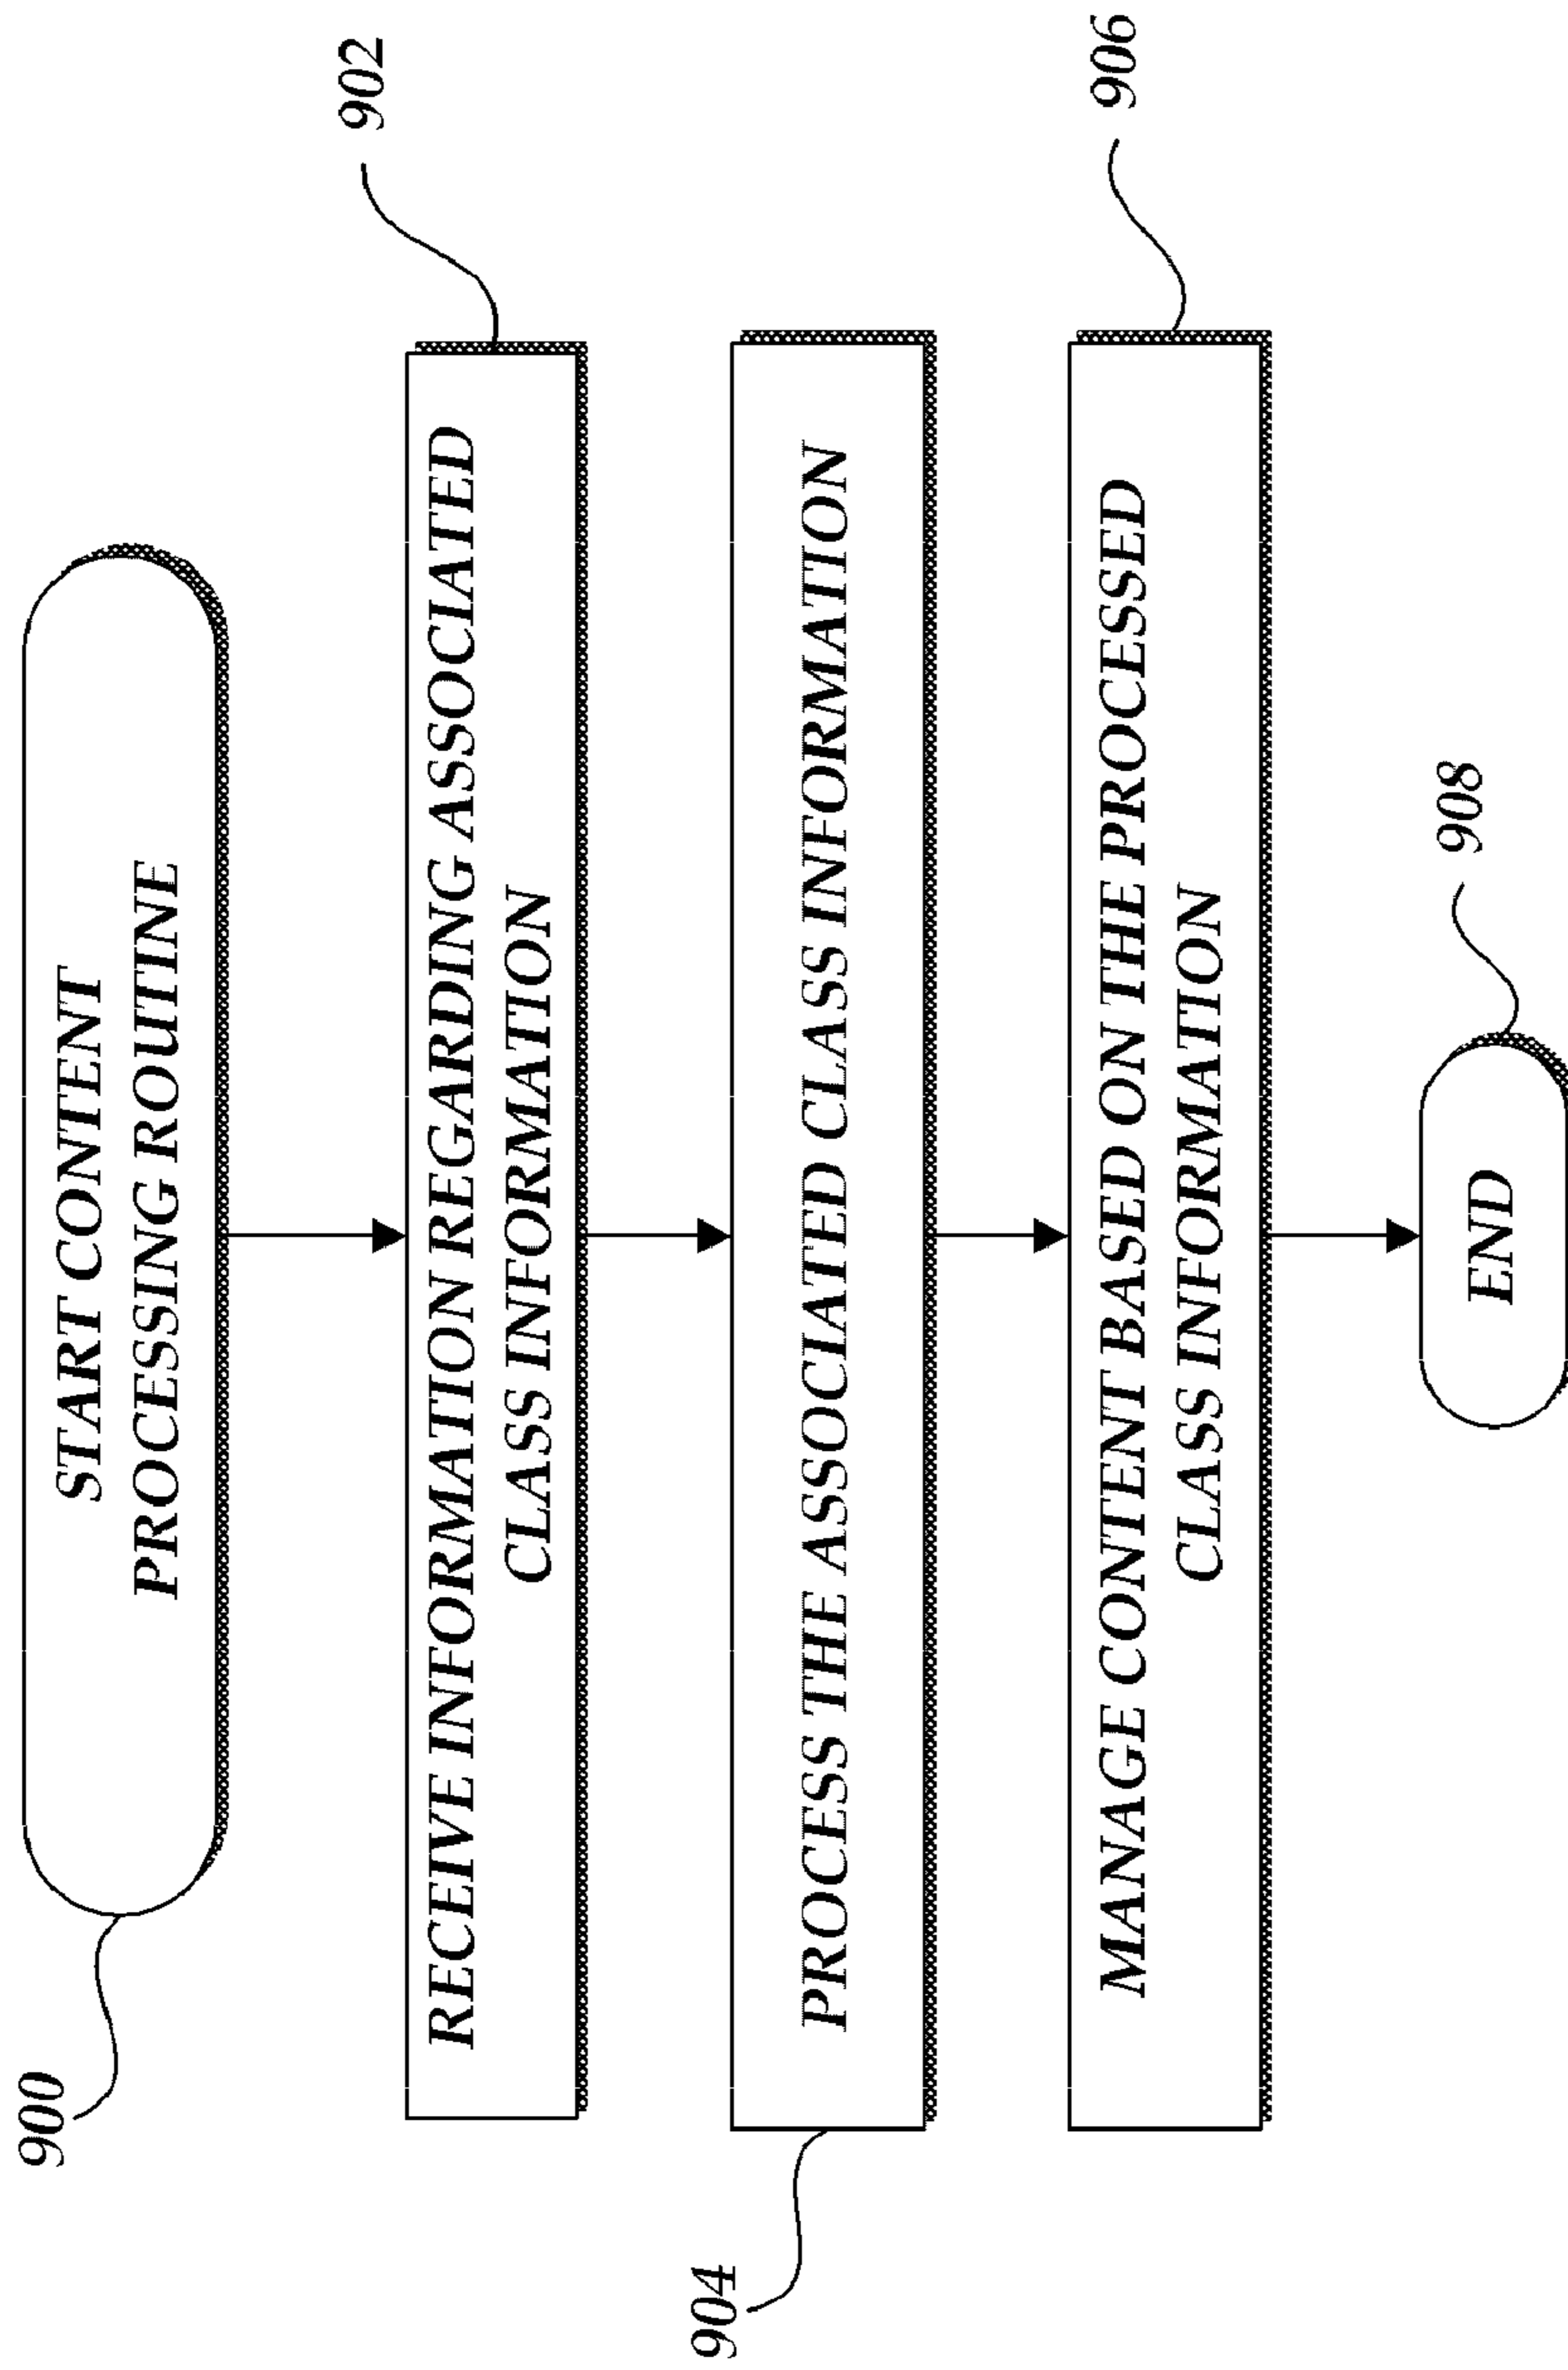 900
START CONTENT
PROCESSING ROUTINE
902
RECEIVE INFORMATION REGARDING ASSOCIATED
CLASS INFORMATION
904
PROCESS THE ASSOCIATED CLASS INFORMATION
906
MANAGE CONTENT BASED ON THE PROCESSED
CLASS INFORMATION
908
END